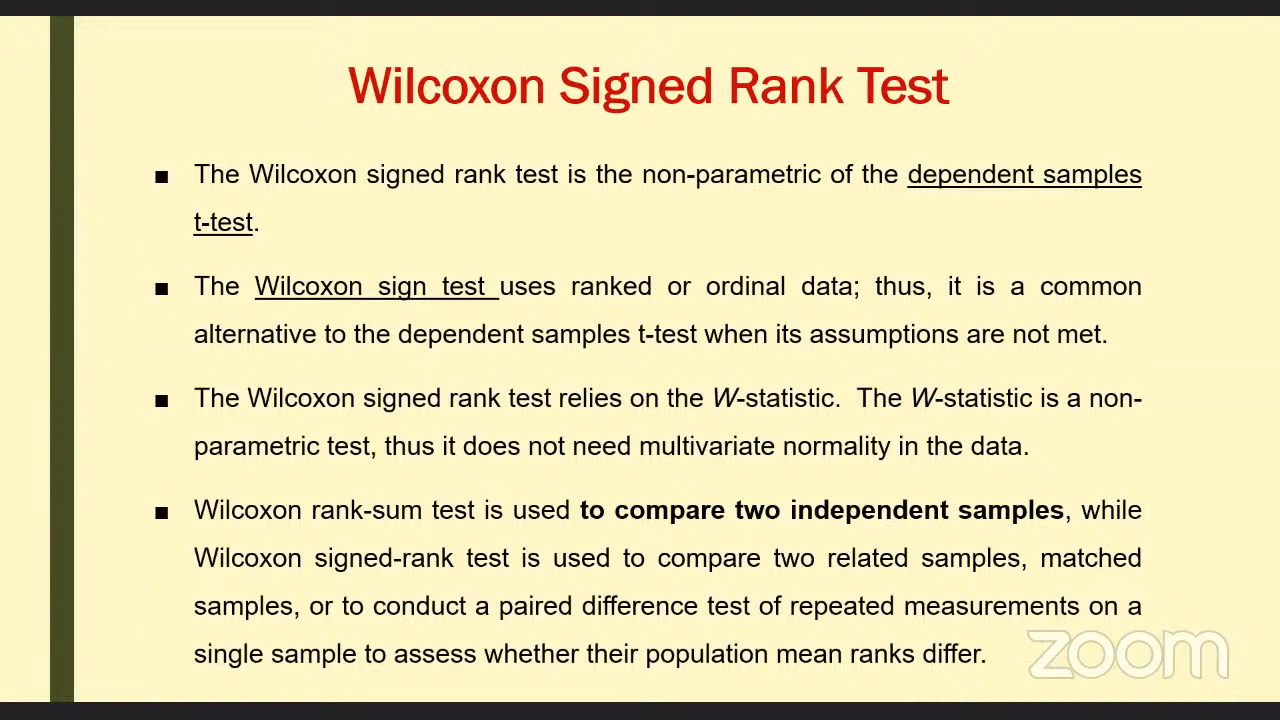 Wilcoxon Signed Rank Test
■ The Wilcoxon signed rank test is the non-parametric of the dependent samples
t-test.
■ The Wilcoxon sign test uses ranked or ordinal data; thus, it is a common
alternative to the dependent samples t-test when its assumptions are not met.
■ The Wilcoxon signed rank test relies on the W-statistic. The W-statistic is a non-
parametric test, thus it does not need multivariate normality in the data.
■ Wilcoxon rank-sum test is used to compare two independent samples, while
Wilcoxon signed-rank test is used to compare two related samples, matched
samples, or to conduct a paired difference test of repeated measurements on a
single sample to assess whether their population mean ranks differ.
zoom